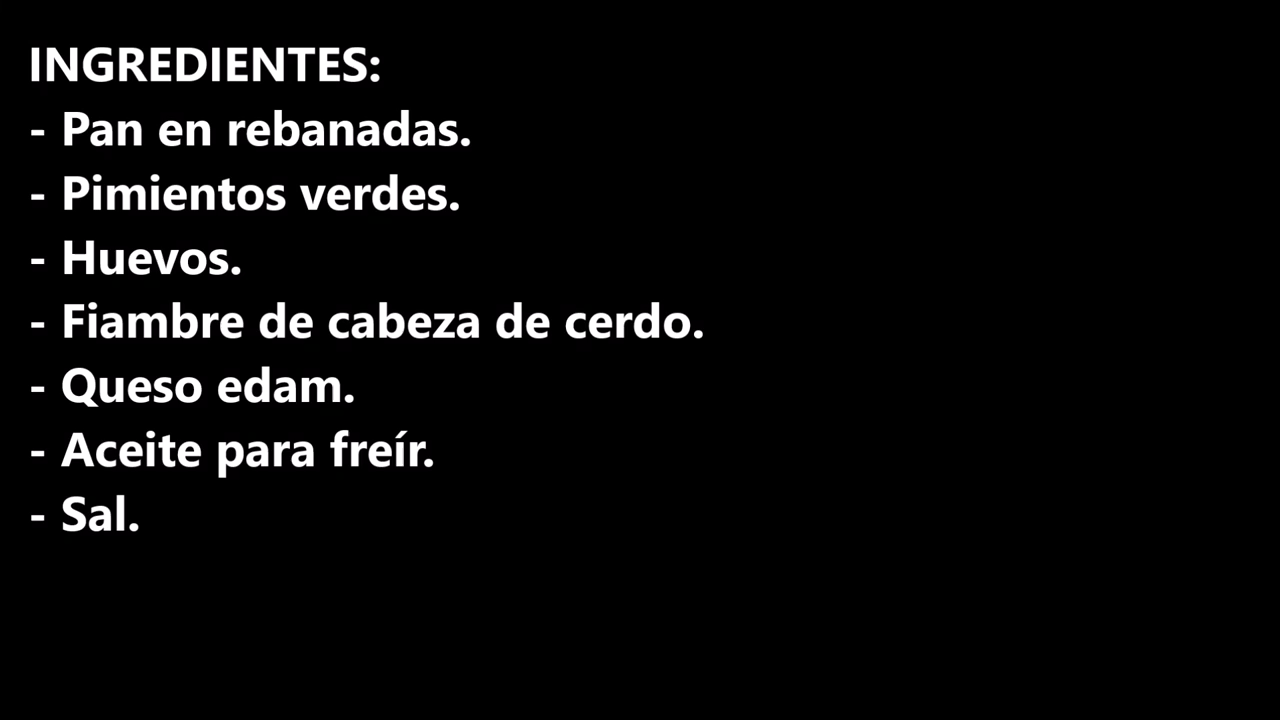 INGREDIENTES:
- Pan en rebanadas.
- Pimientos verdes.
- Huevos.
- Fiambre de cabeza de cerdo.
- Queso edam.
- Aceite para freír.
- Sal.